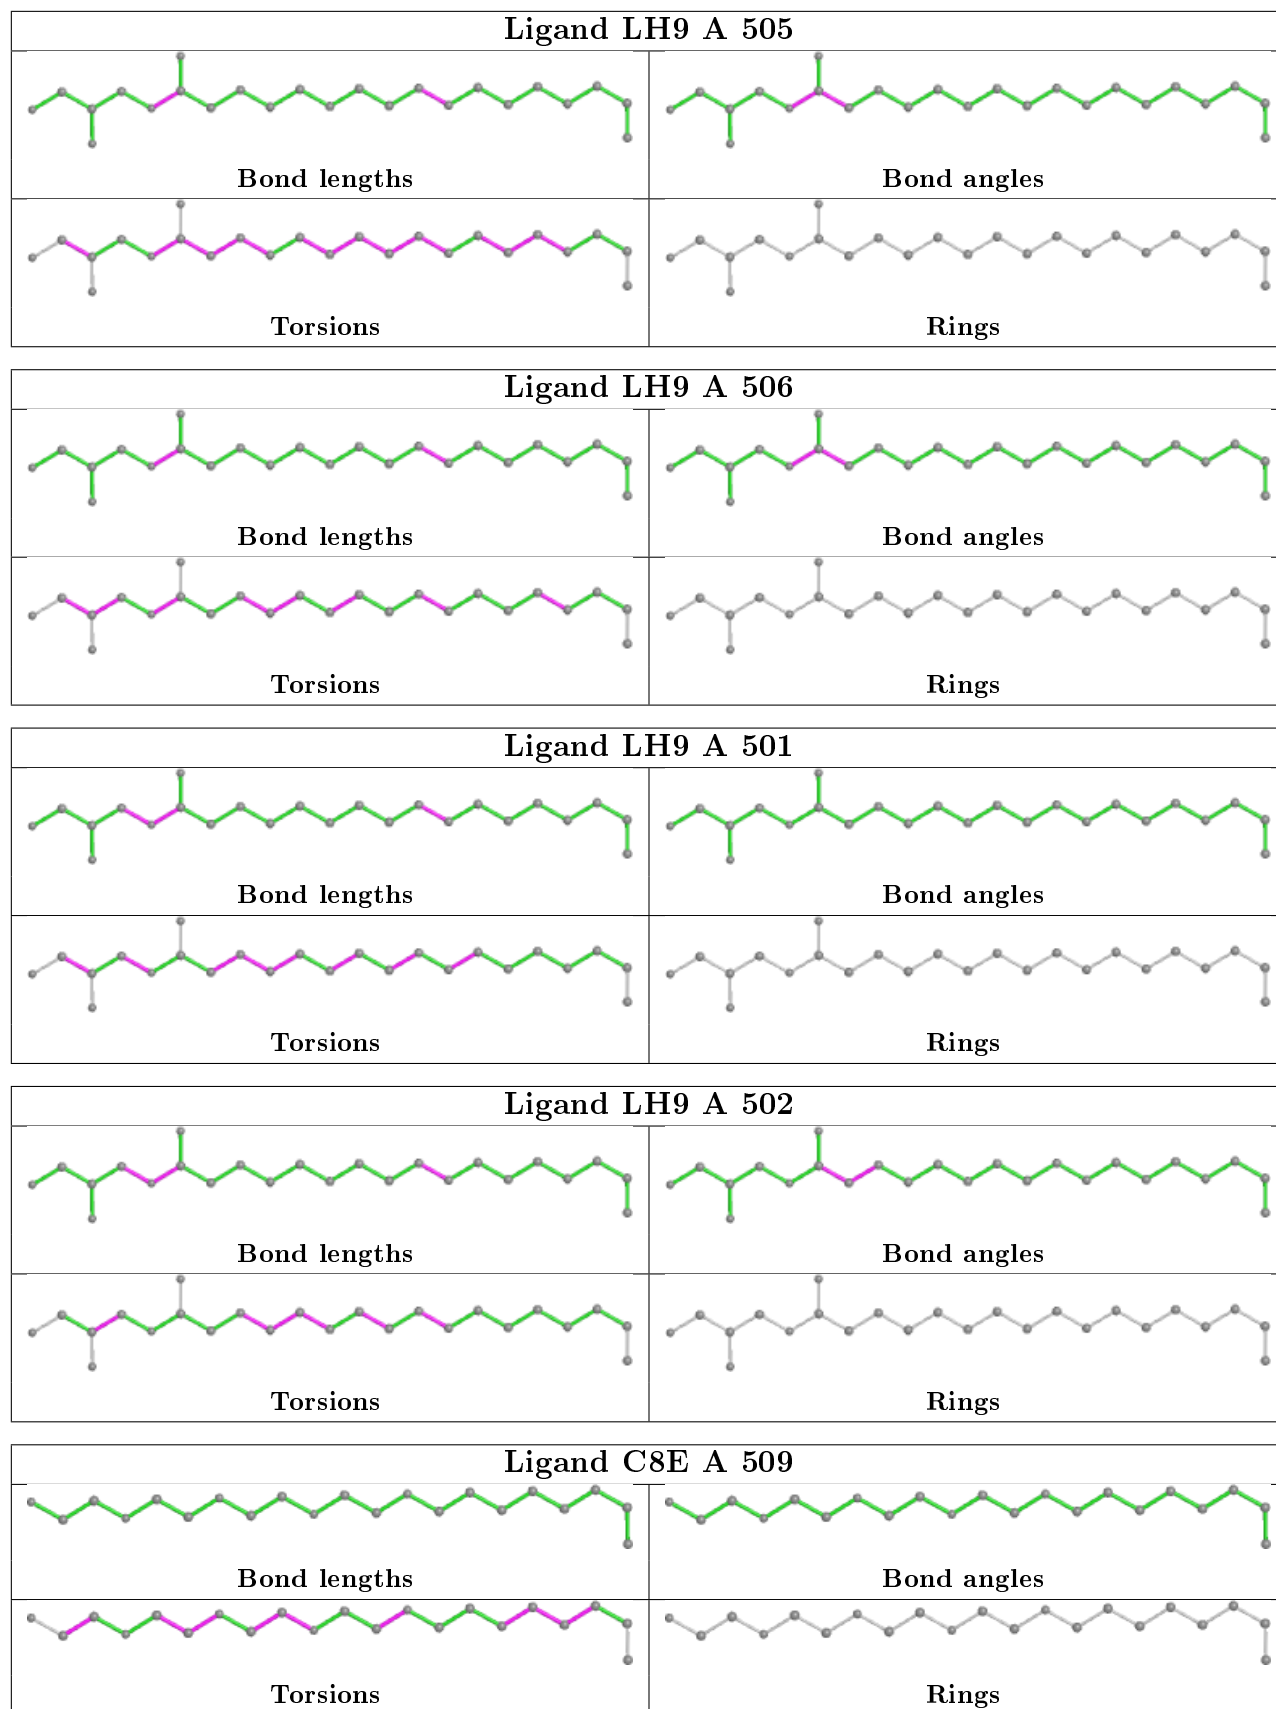 Ligand LH9 A 505
Bond lengths
Bond angles
Torsions
Rings
Ligand LH9 A 506
Bond lengths
Bond angles
Torsions
Rings
Ligand LH9 A 501
Bond lengths
Bond angles
Torsions
Rings
Ligand LH9 A 502
Bond lengths
Bond angles
Torsions
Rings
Ligand C8E A 509
Bond lengths
Bond angles
Torsions
Rings